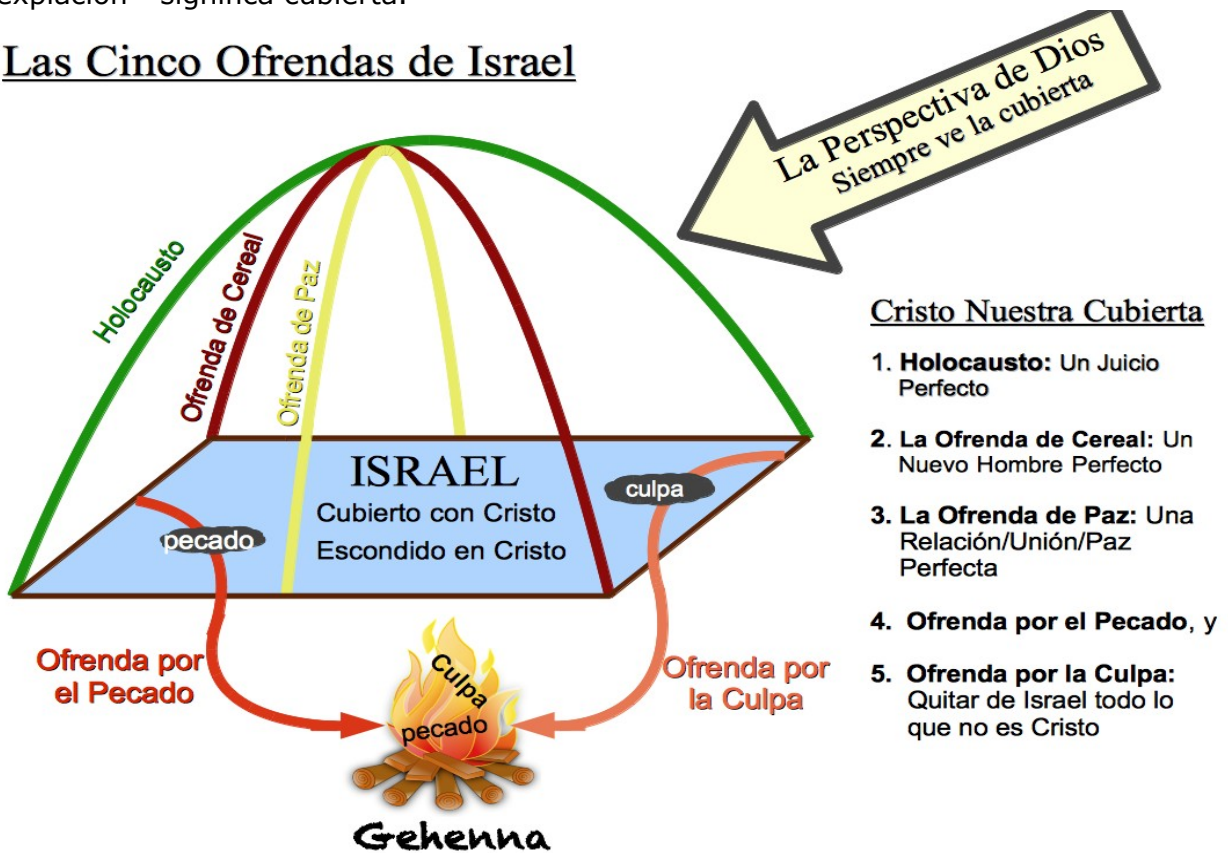 expiación" significa cubierta.
Las Cinco Ofrendas de Israel
La Perspectiva de Dios
Siempre ve la cubierta
Holocausto
Ofrenda de Cereal
Ofrenda de Paz
ISRAEL
Cubierto con Cristo
Escondido en Cristo
pecado
culpa
Ofrenda por
el Pecado
Culpa
pecado
Ofrenda por
la Culpa
Gehenna
Cristo Nuestra Cubierta
1. Holocausto: Un Juicio
Perfecto
2. La Ofrenda de Cereal: Un
Nuevo Hombre Perfecto
3. La Ofrenda de Paz: Una
Relación/Unión/Paz
Perfecta
4. Ofrenda por el Pecado, y
5. Ofrenda por la Culpa:
Quitar de Israel todo lo
que no es Cristo